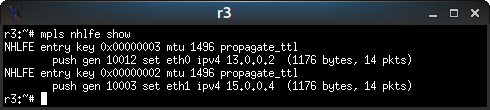 r3
r3:~# mpls nhlfe show
NHLFE entry key 0x00000003 mtu 1496 propagate_ttl
push gen 10012 set eth0 ipv4 13.0.0.2 (1176 bytes, 14 pkts)
NHLFE entry key 0x00000002 mtu 1496 propagate_ttl
push gen 10003 set eth1 ipv4 15.0.0.4 (1176 bytes, 14 pkts)
r3:~#